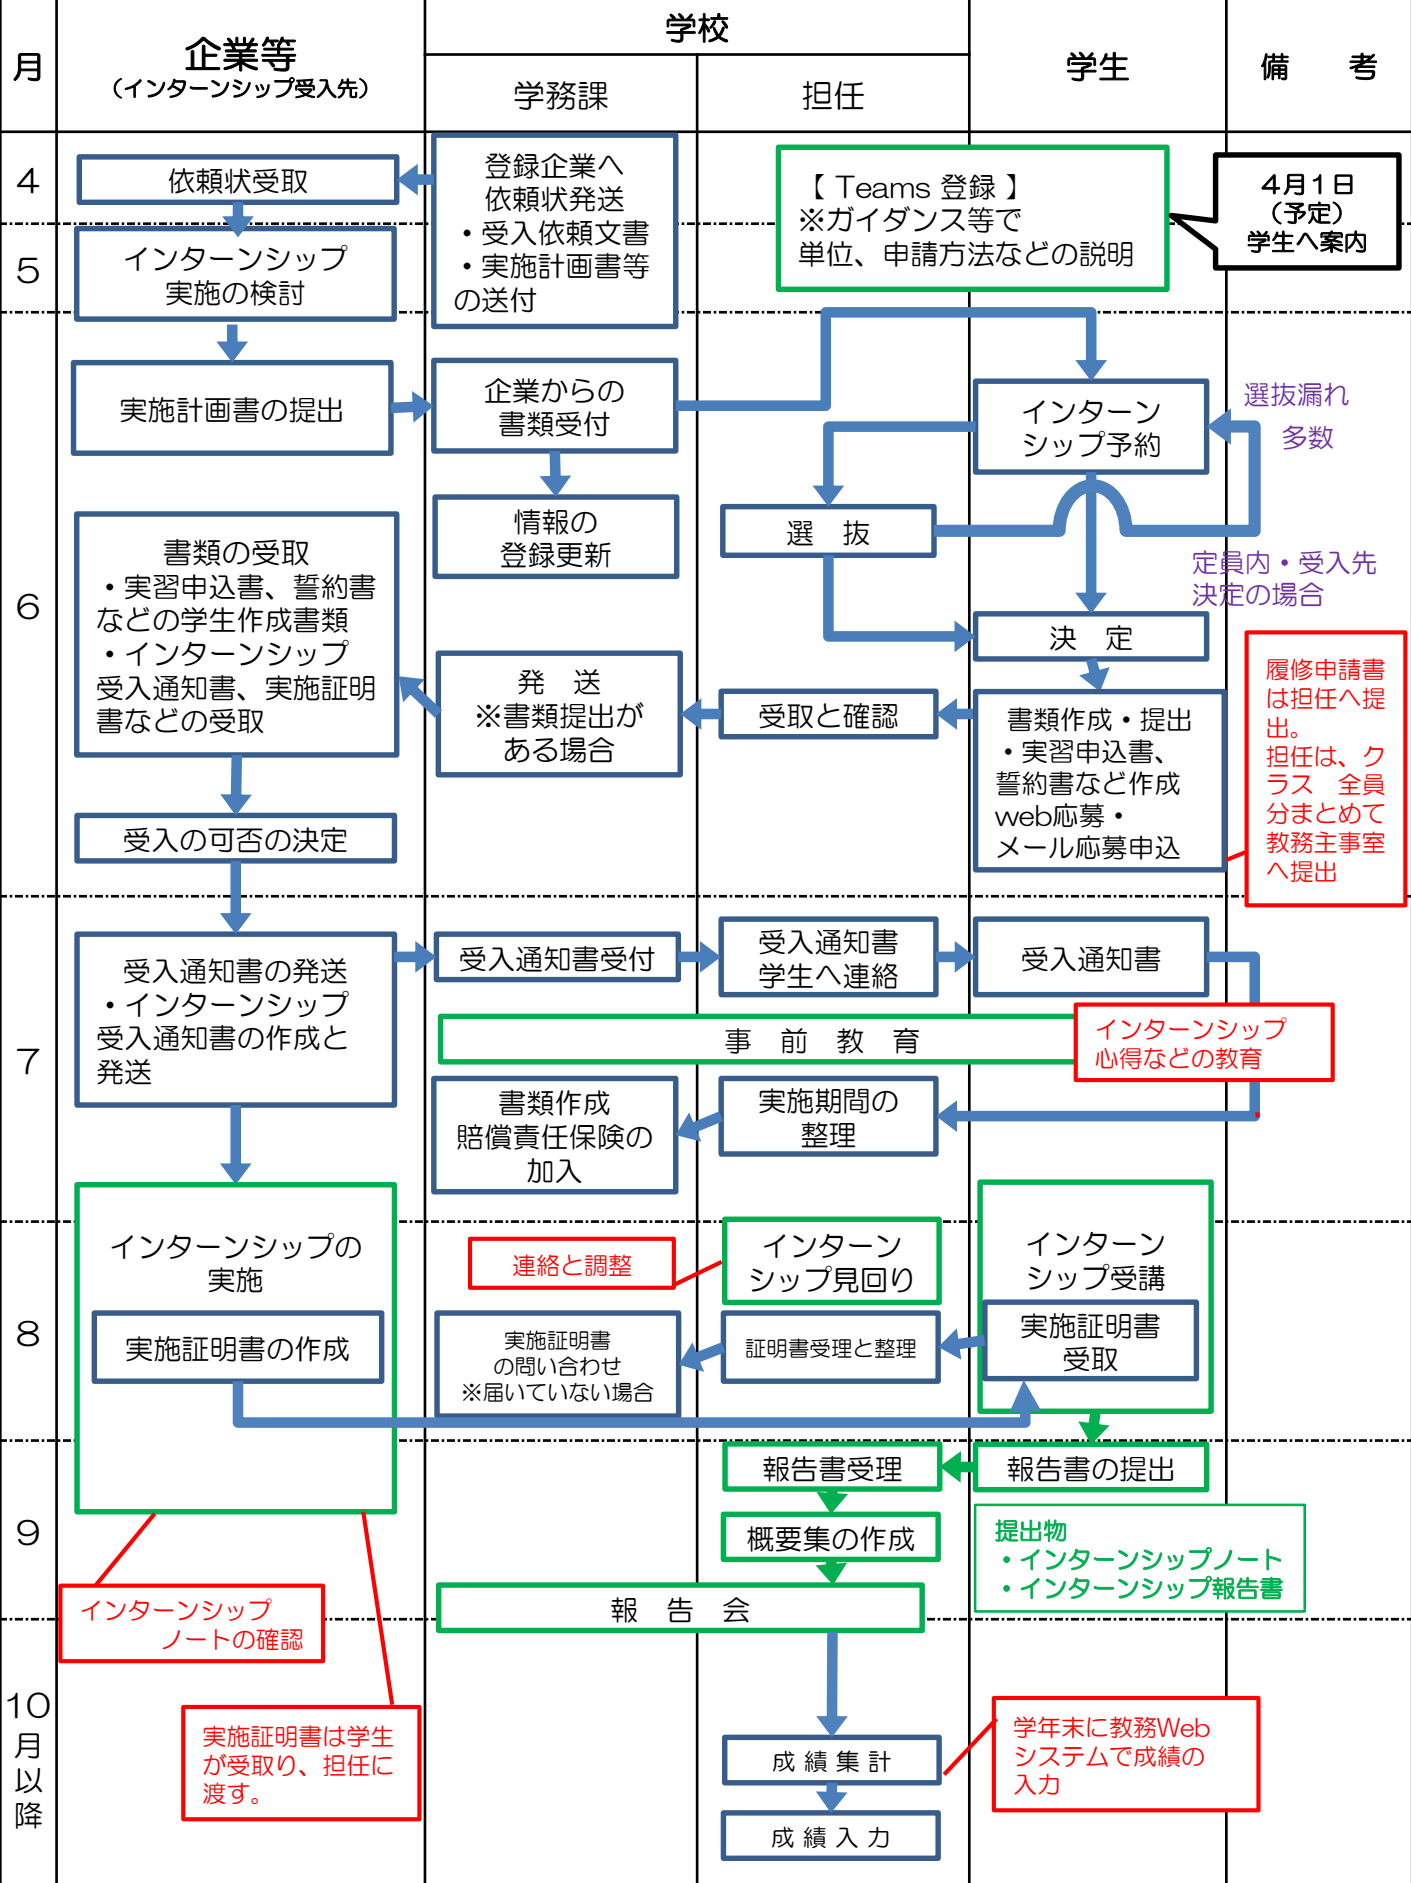 月
企業等
（インターンシップ受入先）
学校
学務課
担任
学生
備　考
4
依頼状受取
登録企業へ
依頼状発送
・受入依頼文書
・実施計画書等
の送付
【 Teams 登録 】
※ガイダンス等で
単位、申請方法などの説明
4月1日
（予定）
学生へ案内
5
インターンシップ
実施の検討
6
実施計画書の提出
企業からの
書類受付
インターン
シップ予約
選抜漏れ
多数
情報の
登録更新
選　抜
定員内・受入先
決定の場合
書類の受取
・実習申込書、誓約書
などの学生作成書類
・インターンシップ
受入通知書、実施証明
書などの受取
決　定
発　送
※書類提出が
ある場合
受取と確認
書類作成・提出
・実習申込書、
誓約書など作成
web応募・
メール応募申込
履修申請書
は担任へ提
出。
担任は、ク
ラス　全員
分まとめて
教務主事室
へ提出
受入の可否の決定
7
受入通知書の発送
・インターンシップ
受入通知書の作成と
発送
受入通知書受付
受入通知書
学生へ連絡
受入通知書
事　前　教　育
インターンシップ
心得などの教育
書類作成
賠償責任保険の
加入
実施期間の
整理
8
インターンシップの
実施
連絡と調整
インターン
シップ見回り
インターン
シップ受講
実施証明書の作成
実施証明書
の問い合わせ
※届いていない場合
証明書受理と整理
実施証明書
受取
9
報告書受理
報告書の提出
概要集の作成
提出物
・インターンシップノート
・インターンシップ報告書
報　告　会
インターンシップ
ノートの確認
10
月
以
降
実施証明書は学生
が受取り、担任に
渡す。
成 績 集 計
学年末に教務Web
システムで成績の
入力
成 績 入 力